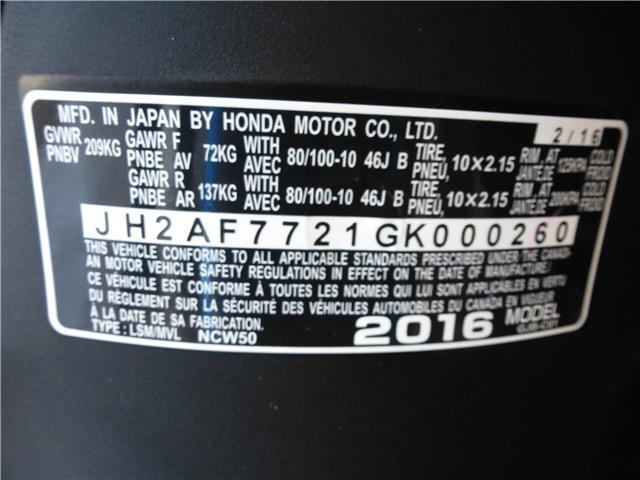 MFD. IN JAPAN BY HONDA MOTOR CO., LTD. 2/16
GVWR PNBV 209KG GAWR F PNBE AV 72KG WITH AVEC 80/100-10 46J B TIRE, PNEU, 10×2.15 RIM, AT JANTE,DE 125KPA COLD FROID
GAWR R PNBE AR 137KG WITH AVEC 80/100-10 46J B TIRE, PNEU, 10×2.15 RIM, AT JANTE,DE 200KPA COLD FROID
JH2AF7721GK000260
THIS VEHICLE CONFORMS TO ALL APPLICABLE STANDARDS PRESCRIBED UNDER THE CANADI-
AN MOTOR VEHICLE SAFETY REGULATIONS IN EFFECT ON THE DATE OF MANUFACTURE.
CE VÉHICULE EST CONFORME À TOUTES LES NORMES QUI LUI SONT APPLICABLES EN VERTU
DU RÈGLEMENT SUR LA SÉCURITÉ DES VÉHICULES AUTOMOBILES DU CANADA EN VIGUEUR
À LA DATE DE SA FABRICATION.
TYPE : LSM/MVL NCW50 2016 MODEL